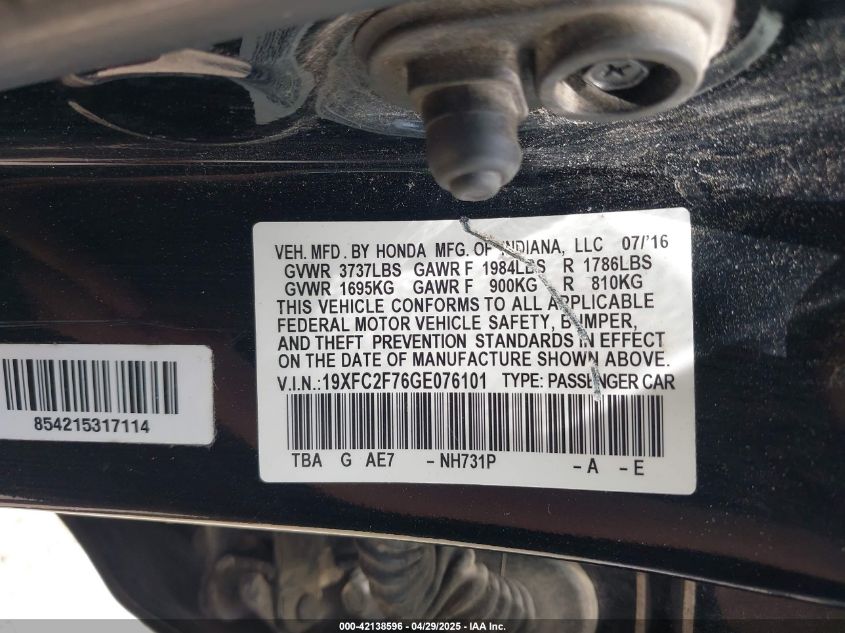 VEH. MFD. BY HONDA MFG. OF INDIANA, LLC 07/'16
GVWR 3737LBS GAWR F 1984LBS R 1786LBS
GVWR 1695KG GAWR F 900KG R 810KG
THIS VEHICLE CONFORMS TO ALL APPLICABLE
FEDERAL MOTOR VEHICLE SAFETY, BUMPER,
AND THEFT PREVENTION STANDARDS IN EFFECT
ON THE DATE OF MANUFACTURE SHOWN ABOVE.
V.I.N.:19XFC2F76GE076101 TYPE: PASSENGER CAR
TBA G AE7 - NH731P - A - E
854215317114
000-42138596 - 04/29/2025 - IAA Inc.